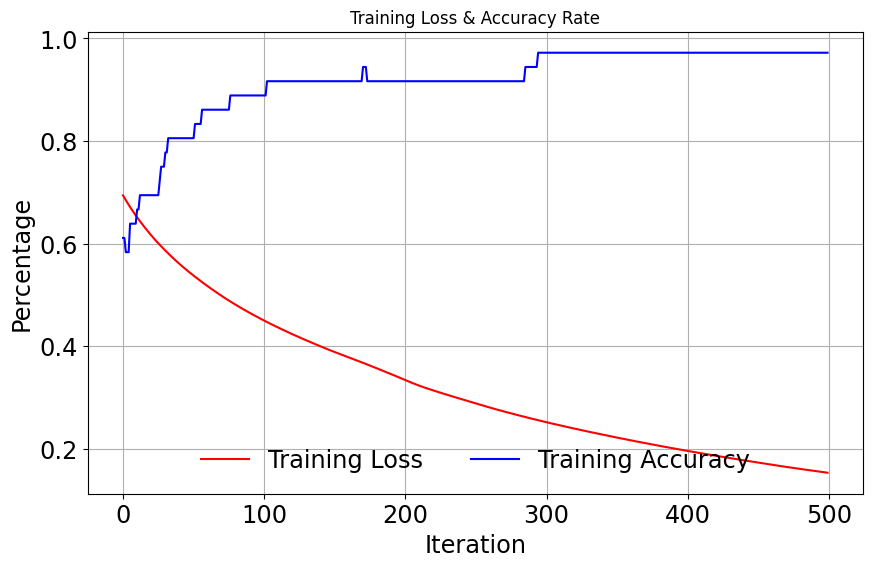 Training Loss & Accuracy Rate
1.0
0.8
0.6
0.4
0.2
Percentage
Training Loss Training Accuracy
0 100 200 300 400 500
Iteration